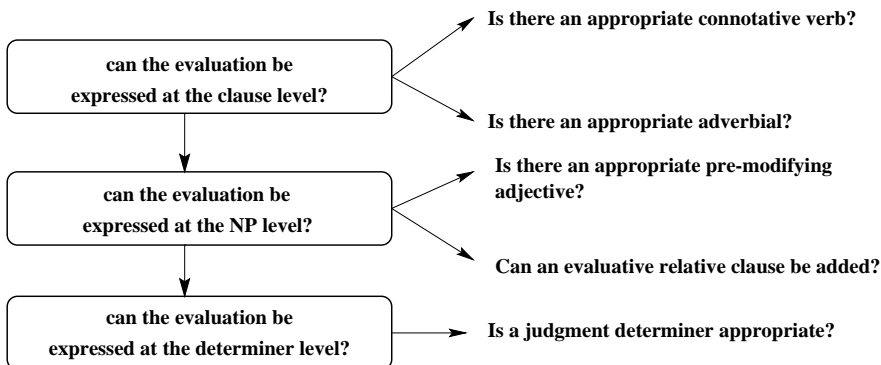 Is there an appropriate connotative verb?
can the evaluation be
expressed at the clause level?
Is there an appropriate adverbial?
Is there an appropriate pre-modifying
adjective?
can the evaluation be
expressed at the NP level?
Can an evaluative relative clause be added?
can the evaluation be
expressed at the determiner level?
Is a judgment determiner appropriate?